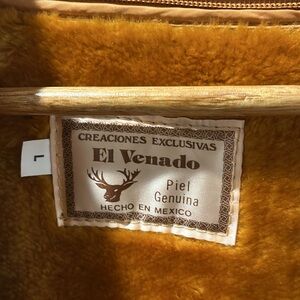 CREACIONES EXCLUSIVAS
El Venado
Piel
Genuina
HECHO EN MEXICO
L